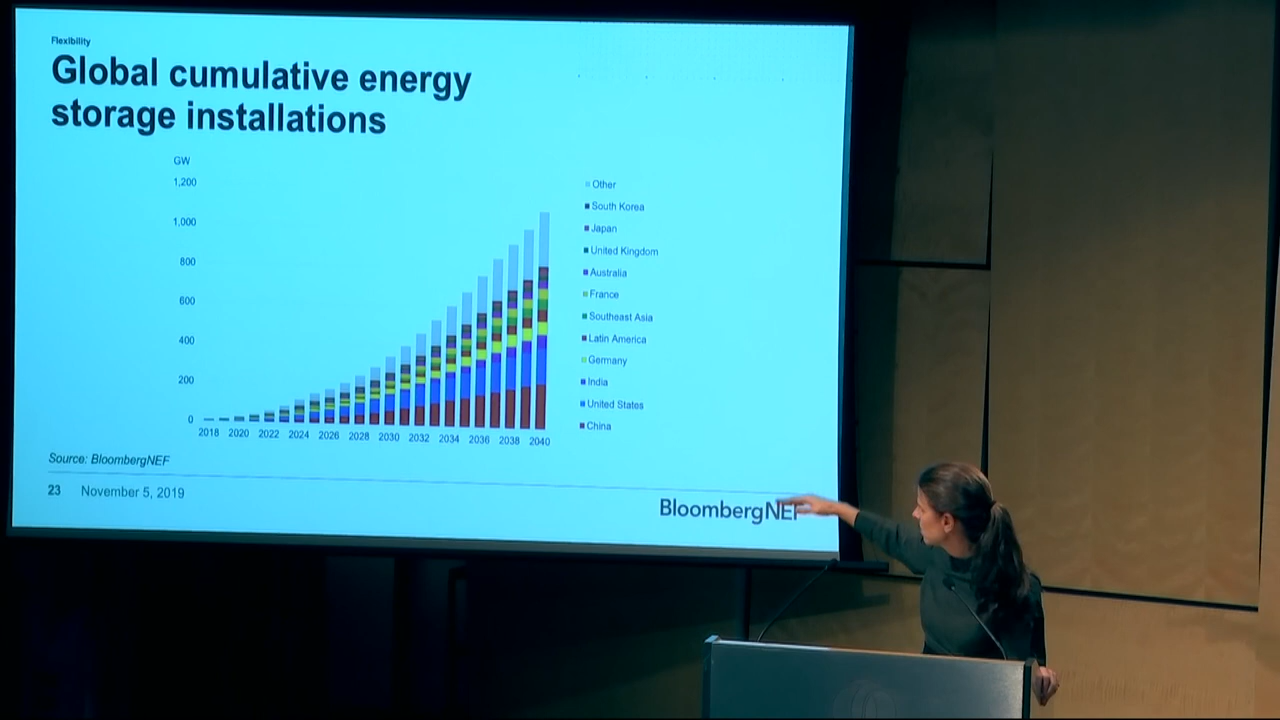 Flexibility
Global cumulative energy
storage installations
GW
1,200
1,000
800
600
400
200
0
2018 2020 2022 2024 2026 2028 2030 2032 2034 2036 2038 2040
Other
South Korea
Japan
United Kingdom
Australia
France
Southeast Asia
Latin America
Germany
India
United States
China
Source: BloombergNEF
23 November 5, 2019
BloombergNEF